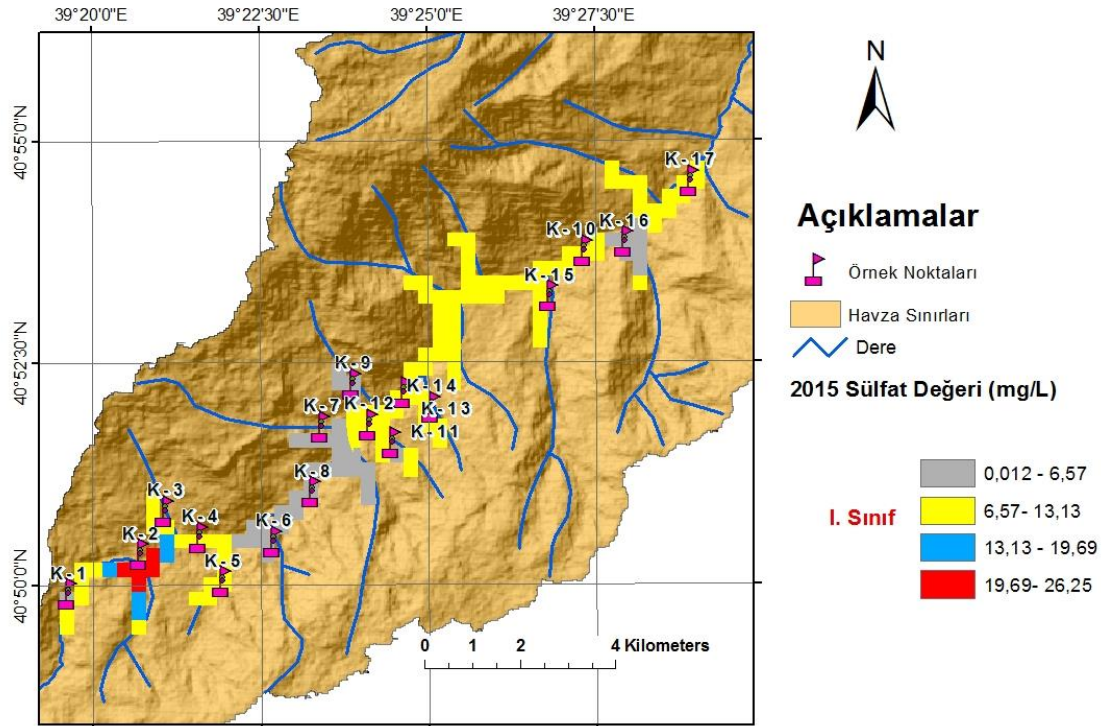 39°20'0"E 39°22'30"E 39°25'0"E 39°27'30"E
40°55'0"N
40°52'30"N
40°50'0"N
K-17
K-16
K-10
K-15
K-9
K-14
K-7
K-12
K-13
K-11
K-8
K-3
K-4
K-6
K-2
K-5
K-1
0 1 2 4 Kilometers
N
Açıklamalar
Örnek Noktaları
Havza Sınırları
Dere
2015 Sülfat Değeri (mg/L)
I. Sınıf
0,012 - 6,57
6,57- 13,13
13,13 - 19,69
19,69- 26,25